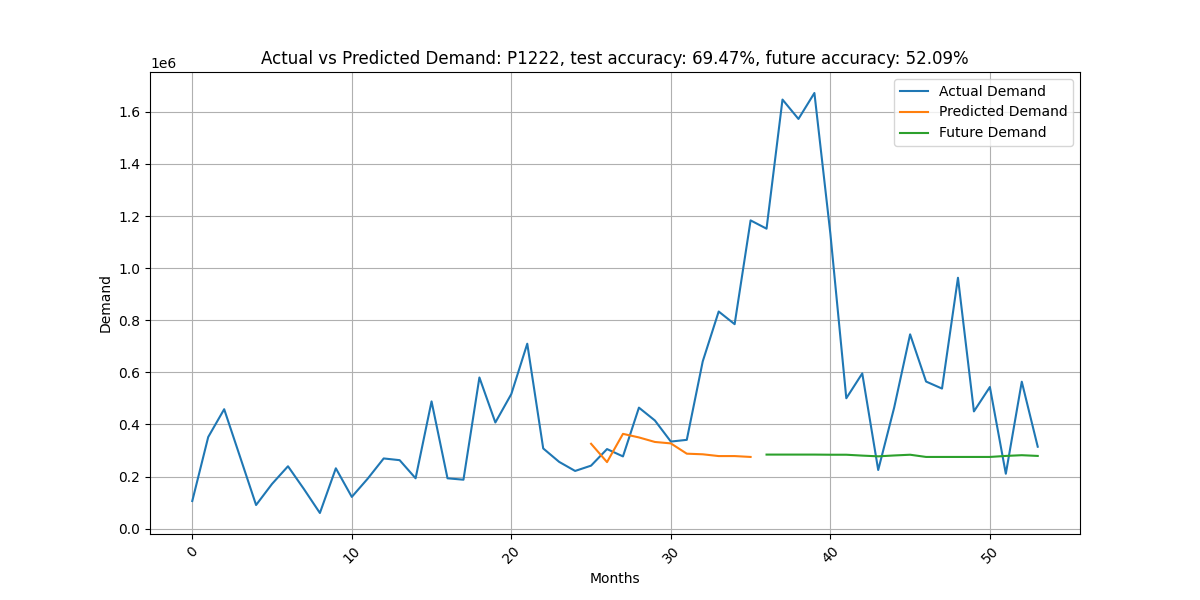 Actual vs Predicted Demand: P1222, test accuracy: 69.47%, future accuracy: 52.09%
1e6
Actual Demand
Predicted Demand
Future Demand
1.6
1.4
1.2
1.0
0.8
0.6
0.4
0.2
0.0
Demand
0
10
20
30
40
50
Months